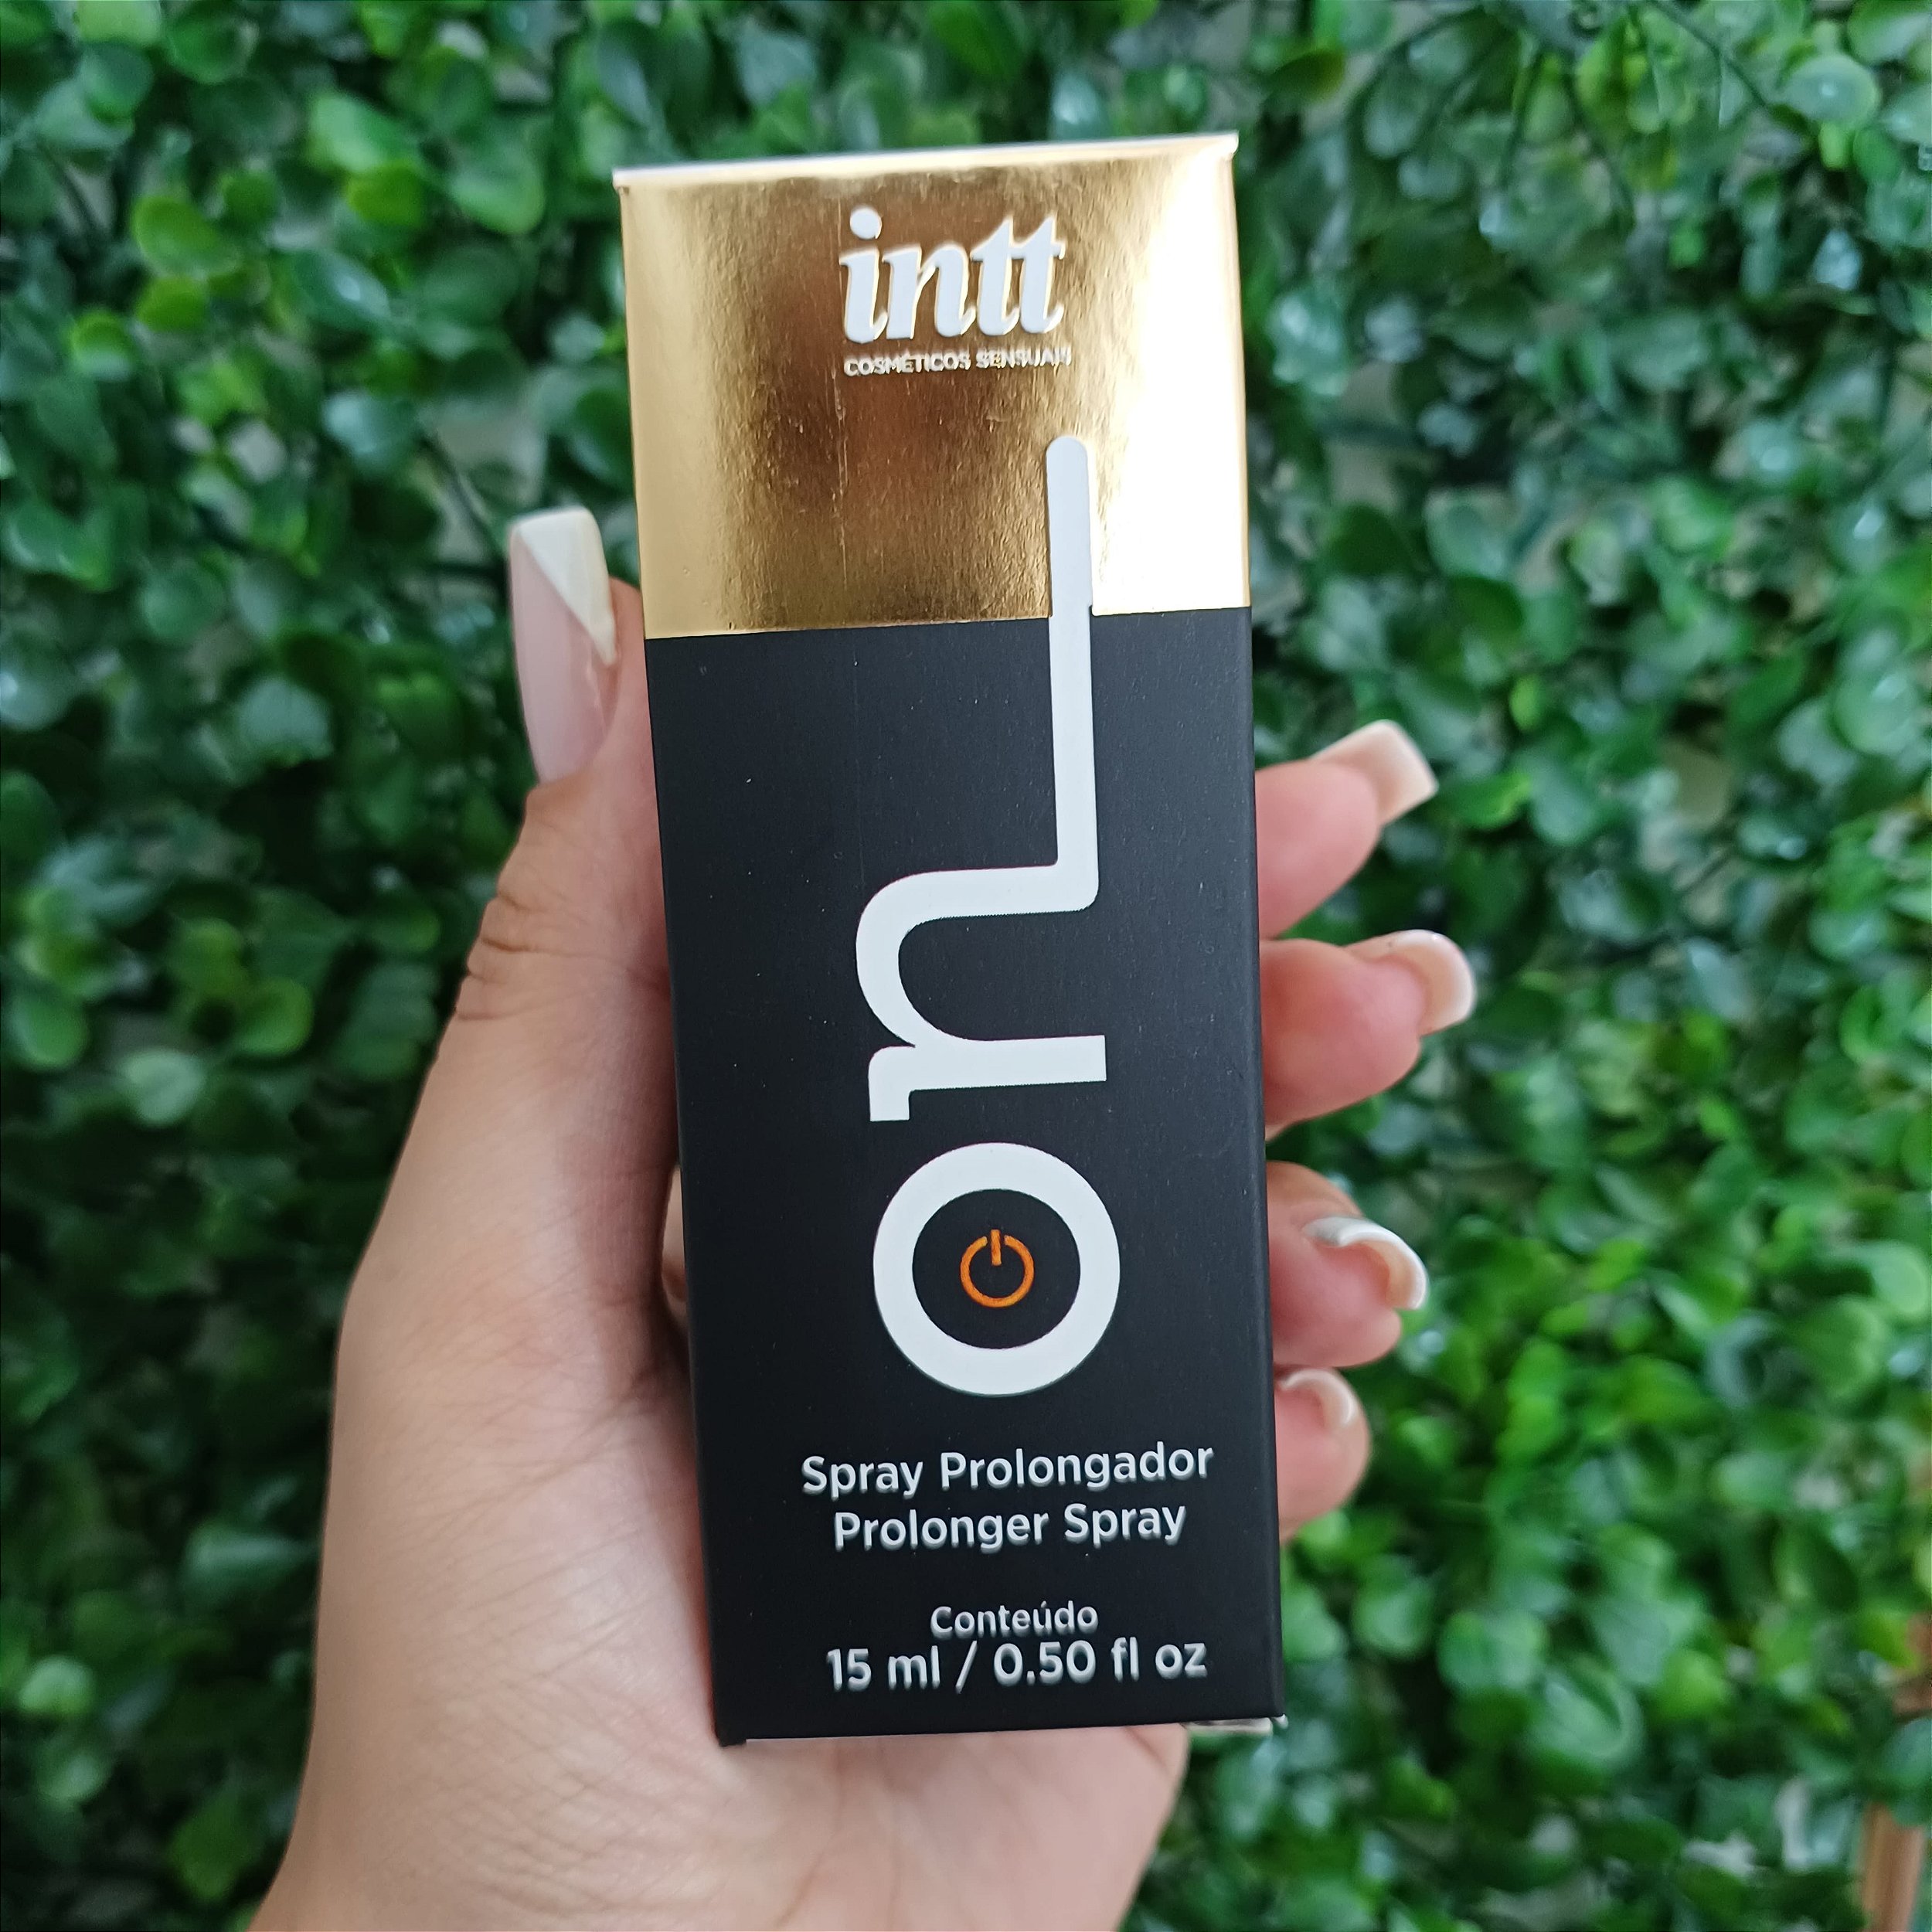 intt
COSMÉTICOS SENSUAIS
on
Spray Prolongador
Prolonger Spray
Conteúdo
15 ml / 0.50 fl oz